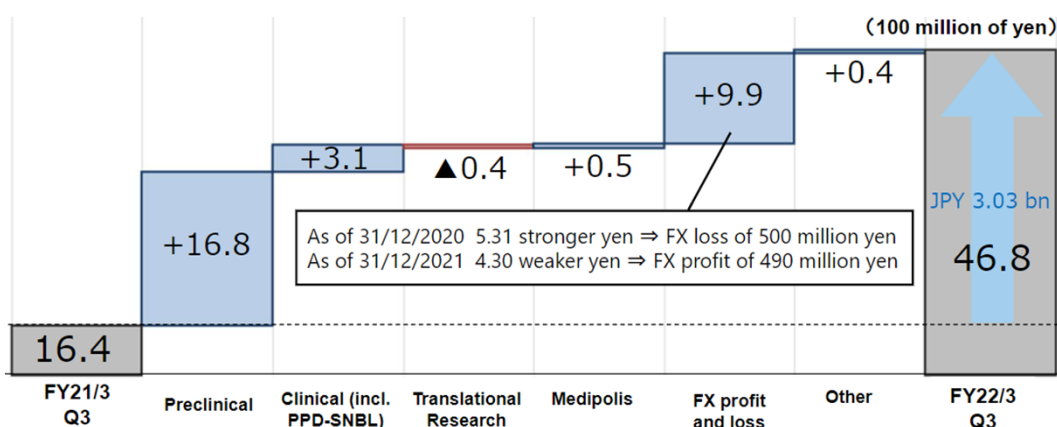 （100 million of yen）
+0.4
+9.9
+3.1
▲0.4
+0.5
JPY 3.03 bn
As of 31/12/2020 5.31 stronger yen ⇒ FX loss of 500 million yen
+16.8
As of 31/12/2021 4.30 weaker yen ⇒ FX profit of 490 million yen
46.8
16.4
FY21/3
Q3
Preclinical
Clinical (incl.
PPD-SNBL)
Translational
Research
Medipolis
FX profit
and loss
Other
FY22/3
Q3